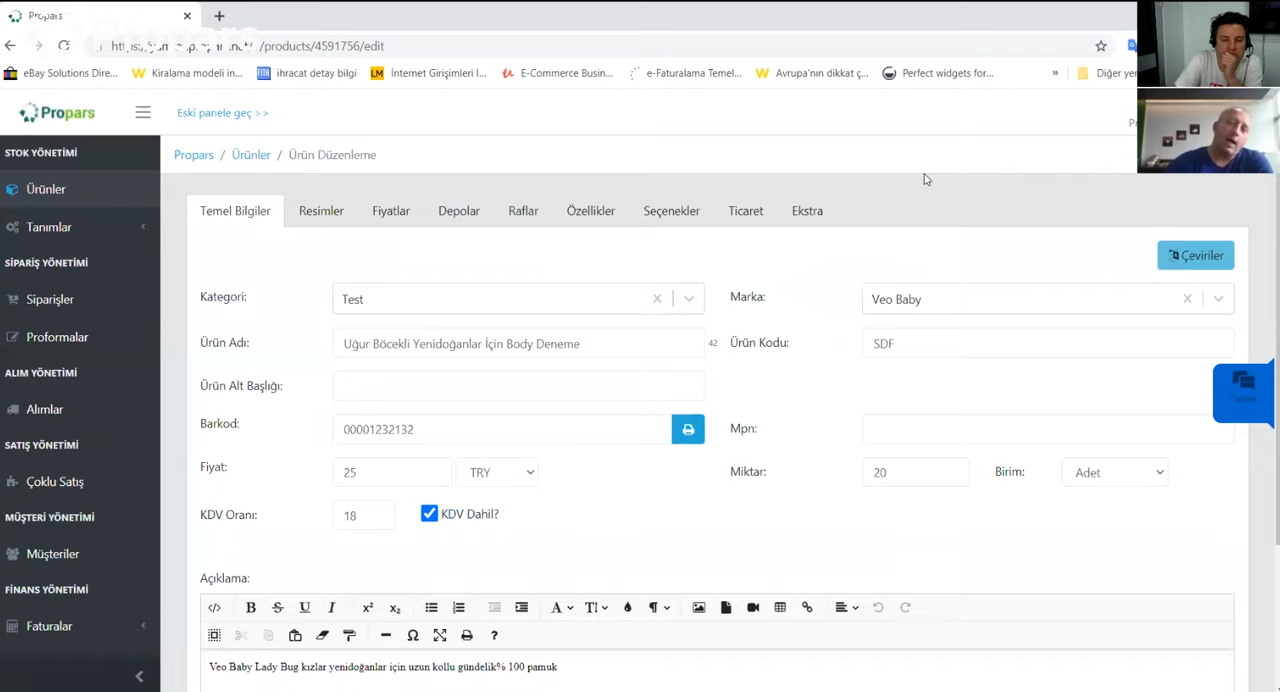 Propars
/products/4591756/edit
eBay Solutions Dire... Kiralama modeli in... ihracat detay bilgi İnternet Girişimleri İ... E-Commerce Busin... e-Faturalama Temel... Avrupa'nın dikkat ç... Perfect widgets for... » Diğer yer
Propars Eski panele geç >>
STOK YÖNETİMİ
Propars / Ürünler / Ürün Düzenleme
Ürünler
Temel Bilgiler Resimler Fiyatlar Depolar Raflar Özellikler Seçenekler Ticaret Ekstra
Tanımlar
Çeviriler
SİPARİŞ YÖNETİMİ
Kategori: Test Marka: Veo Baby
Siparişler
Proformalar
Ürün Adı: Uğur Böcekli Yenidoğanlar İçin Body Deneme 42 Ürün Kodu: SDF
ALIM YÖNETİMİ
Ürün Alt Başlığı:
Alımlar
Barkod: 00001232132 Mpn:
SATIŞ YÖNETİMİ
Fiyat: 25 TRY Miktar: 20 Birim: Adet
Çoklu Satış
KDV Oranı: 18 KDV Dahil?
MÜŞTERİ YÖNETİMİ
Müşteriler
FİNANS YÖNETİMİ
Açıklama:
Faturalar
Veo Baby Lady Bug kızlar yenidoğanlar için uzun kollu gündelik% 100 pamuk